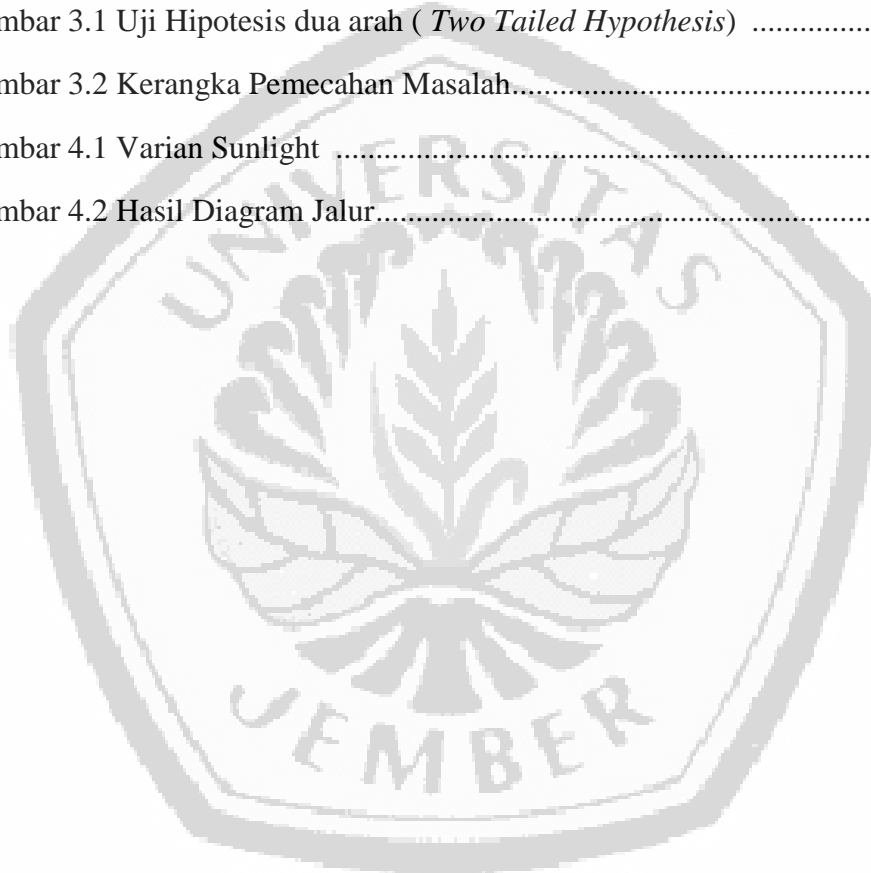 mbar 3.1 Uji Hipotesis dua arah ( Two Tailed Hypothesis) ................
mbar 3.2 Kerangka Pemecahan Masalah................................................
mbar 4.1 Varian Sunlight ........................................................................
mbar 4.2 Hasil Diagram Jalur..................................................................
UNIVERSITAS
JEMBER